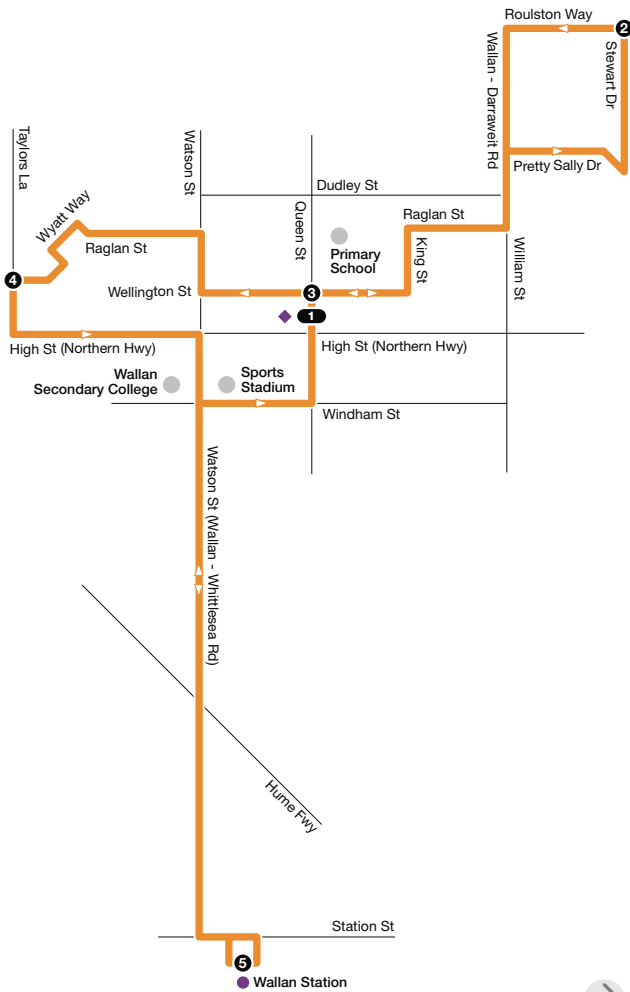 Roulston Way
2
Stewart Dr
Wallan - Darraweit Rd
Pretty Sally Dr
Taylors La
Watson St
Dudley St
Wyatt Way
Queen St
Raglan St
Raglan St
Primary
School
King St
William St
4
Wellington St
3
1
High St (Northern Hwy)
High St (Northern Hwy)
Wallan
Secondary College
Sports
Stadium
Windham St
Watson St (Wallan - Whittlesea Rd)
Hume Fwy
Station St
5
Wallan Station